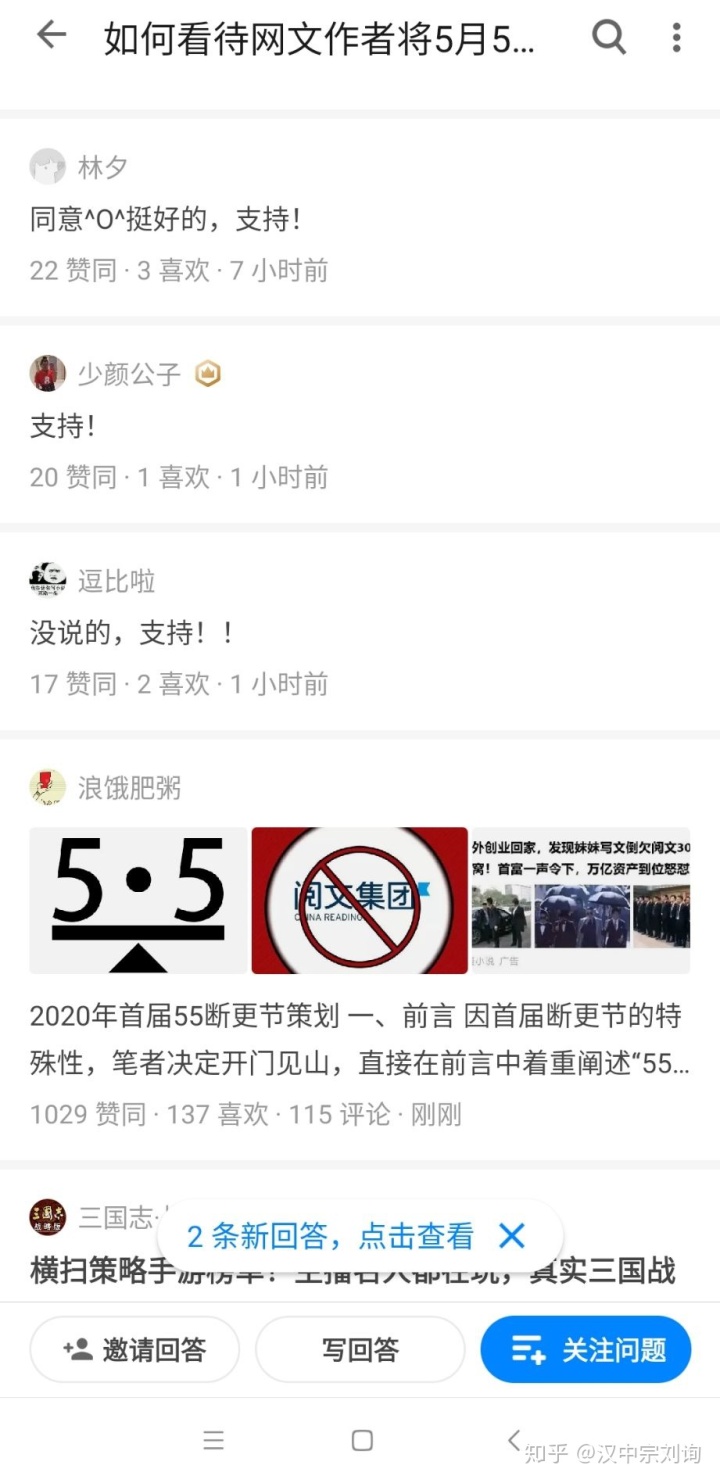 如何看待网文作者将5月5...
林夕
同意^O^挺好的，支持！
22 赞同 · 3 喜欢 · 7 小时前
少颜公子
支持！
20 赞同 · 1 喜欢 · 1 小时前
逗比啦
没说的，支持！！
17 赞同 · 2 喜欢 · 1 小时前
浪饿肥粥
5·5
阅文集团
CHINA READING
外创业回家，发现妹妹写文倒欠阅文30
窝！首富一声令下，万亿资产到位怒怼
小说 广告
2020年首届55断更节策划 一、前言 因首届断更节的特
殊性，笔者决定开门见山，直接在前言中着重阐述“55...
1029 赞同 · 137 喜欢 · 115 评论 · 刚刚
三国志
2 条新回答，点击查看
横扫策略手游榜单！主播名人都在玩，真实三国战
邀请回答
写回答
关注问题
知乎 @汉中宗刘询